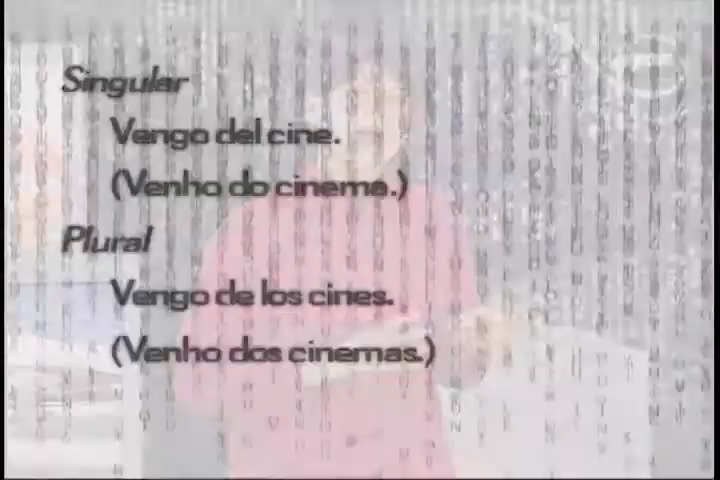 Singular
Vengo del cine.
(Venho do cinema.)
Plural
Vengo de los cines.
(Venho dos cinemas.)